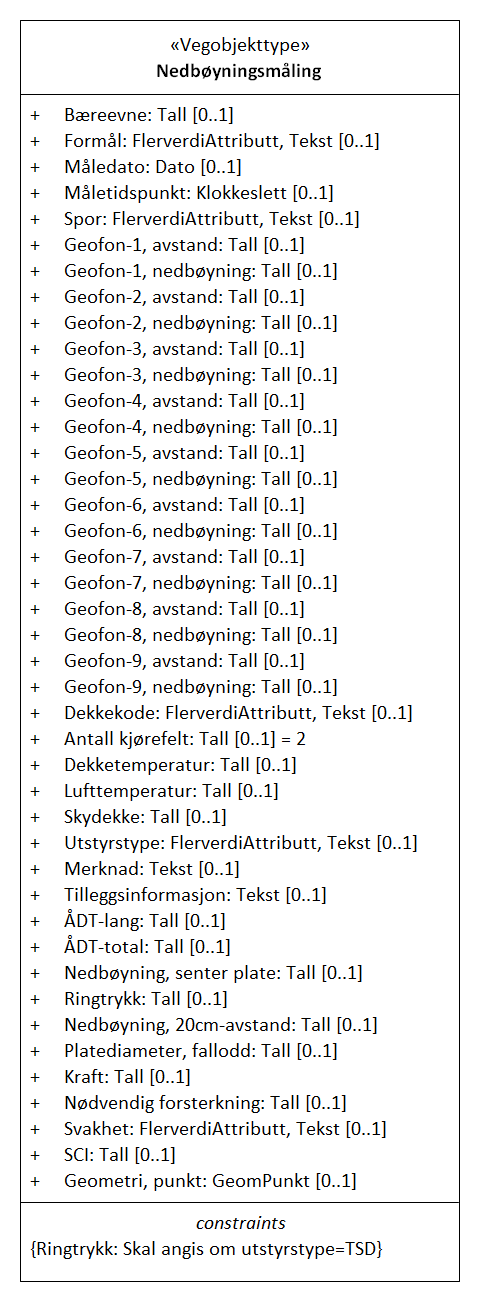 «Vegobjekttype»
Nedbøyningsmåling
+ Bæreevne: Tall [0..1]
+ Formål: FlerverdiAttributt, Tekst [0..1]
+ Måledato: Dato [0..1]
+ Måletidspunkt: Klokkeslett [0..1]
+ Spor: FlerverdiAttributt, Tekst [0..1]
+ Geofon-1, avstand: Tall [0..1]
+ Geofon-1, nedbøyning: Tall [0..1]
+ Geofon-2, avstand: Tall [0..1]
+ Geofon-2, nedbøyning: Tall [0..1]
+ Geofon-3, avstand: Tall [0..1]
+ Geofon-3, nedbøyning: Tall [0..1]
+ Geofon-4, avstand: Tall [0..1]
+ Geofon-4, nedbøyning: Tall [0..1]
+ Geofon-5, avstand: Tall [0..1]
+ Geofon-5, nedbøyning: Tall [0..1]
+ Geofon-6, avstand: Tall [0..1]
+ Geofon-6, nedbøyning: Tall [0..1]
+ Geofon-7, avstand: Tall [0..1]
+ Geofon-7, nedbøyning: Tall [0..1]
+ Geofon-8, avstand: Tall [0..1]
+ Geofon-8, nedbøyning: Tall [0..1]
+ Geofon-9, avstand: Tall [0..1]
+ Geofon-9, nedbøyning: Tall [0..1]
+ Dekkekode: FlerverdiAttributt, Tekst [0..1]
+ Antall kjørefelt: Tall [0..1] = 2
+ Dekketemperatur: Tall [0..1]
+ Lufttemperatur: Tall [0..1]
+ Skydekke: Tall [0..1]
+ Utstyrstype: FlerverdiAttributt, Tekst [0..1]
+ Merknad: Tekst [0..1]
+ Tilleggsinformasjon: Tekst [0..1]
+ ÅDT-lang: Tall [0..1]
+ ÅDT-total: Tall [0..1]
+ Nedbøyning, senter plate: Tall [0..1]
+ Ringtrykk: Tall [0..1]
+ Nedbøyning, 20cm-avstand: Tall [0..1]
+ Platediameter, fallodd: Tall [0..1]
+ Kraft: Tall [0..1]
+ Nødvendig forsterkning: Tall [0..1]
+ Svakhet: FlerverdiAttributt, Tekst [0..1]
+ SCI: Tall [0..1]
+ Geometri, punkt: GeomPunkt [0..1]
constraints
{Ringtrykk: Skal angis om utstyrstype=TSD}